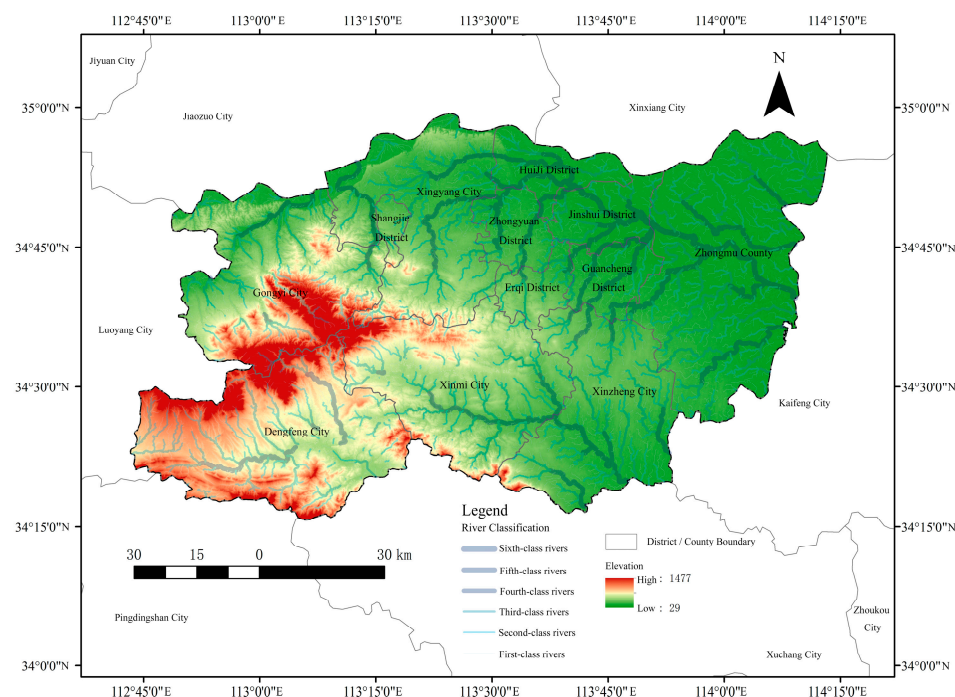 112°45'0"E 113°0'0"E 113°15'0"E 113°30'0"E 113°45'0"E 114°0'0"E 114°15'0"E
Jiyuan City
N
35°0'0"N
Jiaozuo City
Xinxiang City
35°0'0"N
HuiJi District
Xingyang City
Shangjie
District
Zhongyuan
District
Jinshui District
34°45'0"N
34°45'0"N
Zhongmu County
Guancheng
District
Gongyi City
Erqi District
Luoyang City
34°30'0"N
Xinmi City
Xinzheng City
34°30'0"N
Kaifeng City
Dengfeng City
34°15'0"N
34°15'0"N
Legend
River Classification
Sixth-class rivers
Fifth-class rivers
Fourth-class rivers
Third-class rivers
Second-class rivers
First-class rivers
District / County Boundary
Elevation
High : 1477
Low : 29
30 15 0 30 km
Pingdingshan City
Zhoukou
City
Xuchang City
34°0'0"N
34°0'0"N
112°45'0"E 113°0'0"E 113°15'0"E 113°30'0"E 113°45'0"E 114°0'0"E 114°15'0"E